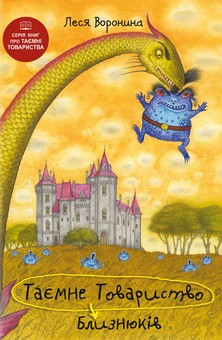 Леся Воронина
СЕРІЯ КНИГ
ПРО ТАЄМНІ
ТОВАРИСТВА
Таємне Товариство
Близнюків